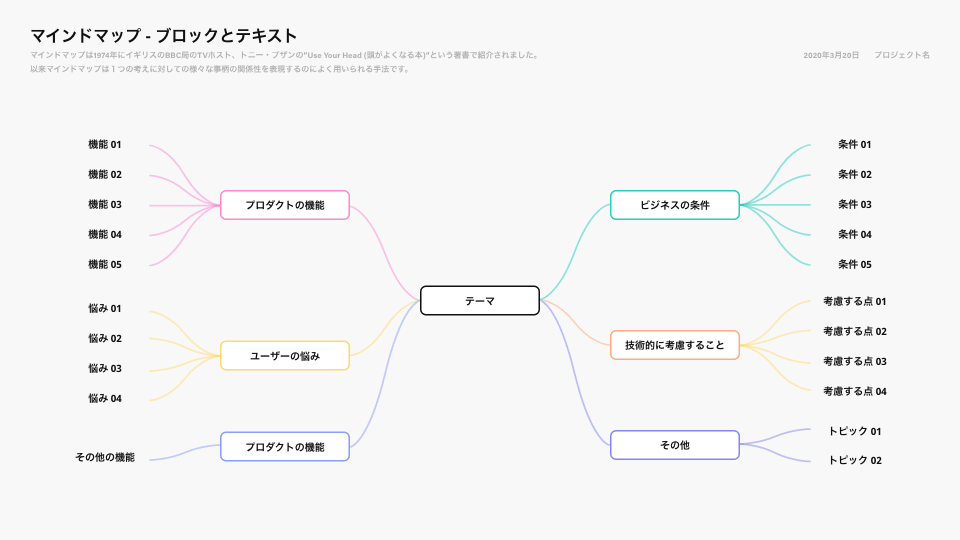 マインドマップ - ブロックとテキスト
マインドマップは1974年にイギリスのBBC局のTVホスト、トニー・ブザンの"Use Your Head (頭がよくなる本)"という著書で紹介されました。
以来マインドマップは１つの考えに対しての様々な事柄の関係性を表現するのによく用いられる手法です。
2020年3月20日 プロジェクト名
機能 01
機能 02
機能 03
機能 04
機能 05
プロダクトの機能
悩み 01
悩み 02
悩み 03
悩み 04
ユーザーの悩み
その他の機能
プロダクトの機能
テーマ
ビジネスの条件
条件 01
条件 02
条件 03
条件 04
条件 05
技術的に考慮すること
考慮する点 01
考慮する点 02
考慮する点 03
考慮する点 04
その他
トピック 01
トピック 02